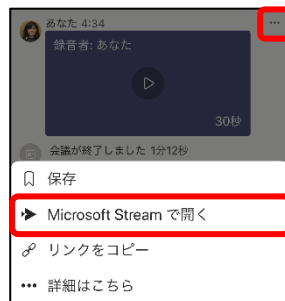 あなた 4:34
•••
録音者: あなた
30秒
会議が終了しました 1分12秒
保存
Microsoft Stream で開く
リンクをコピー
••• 詳細はこちら